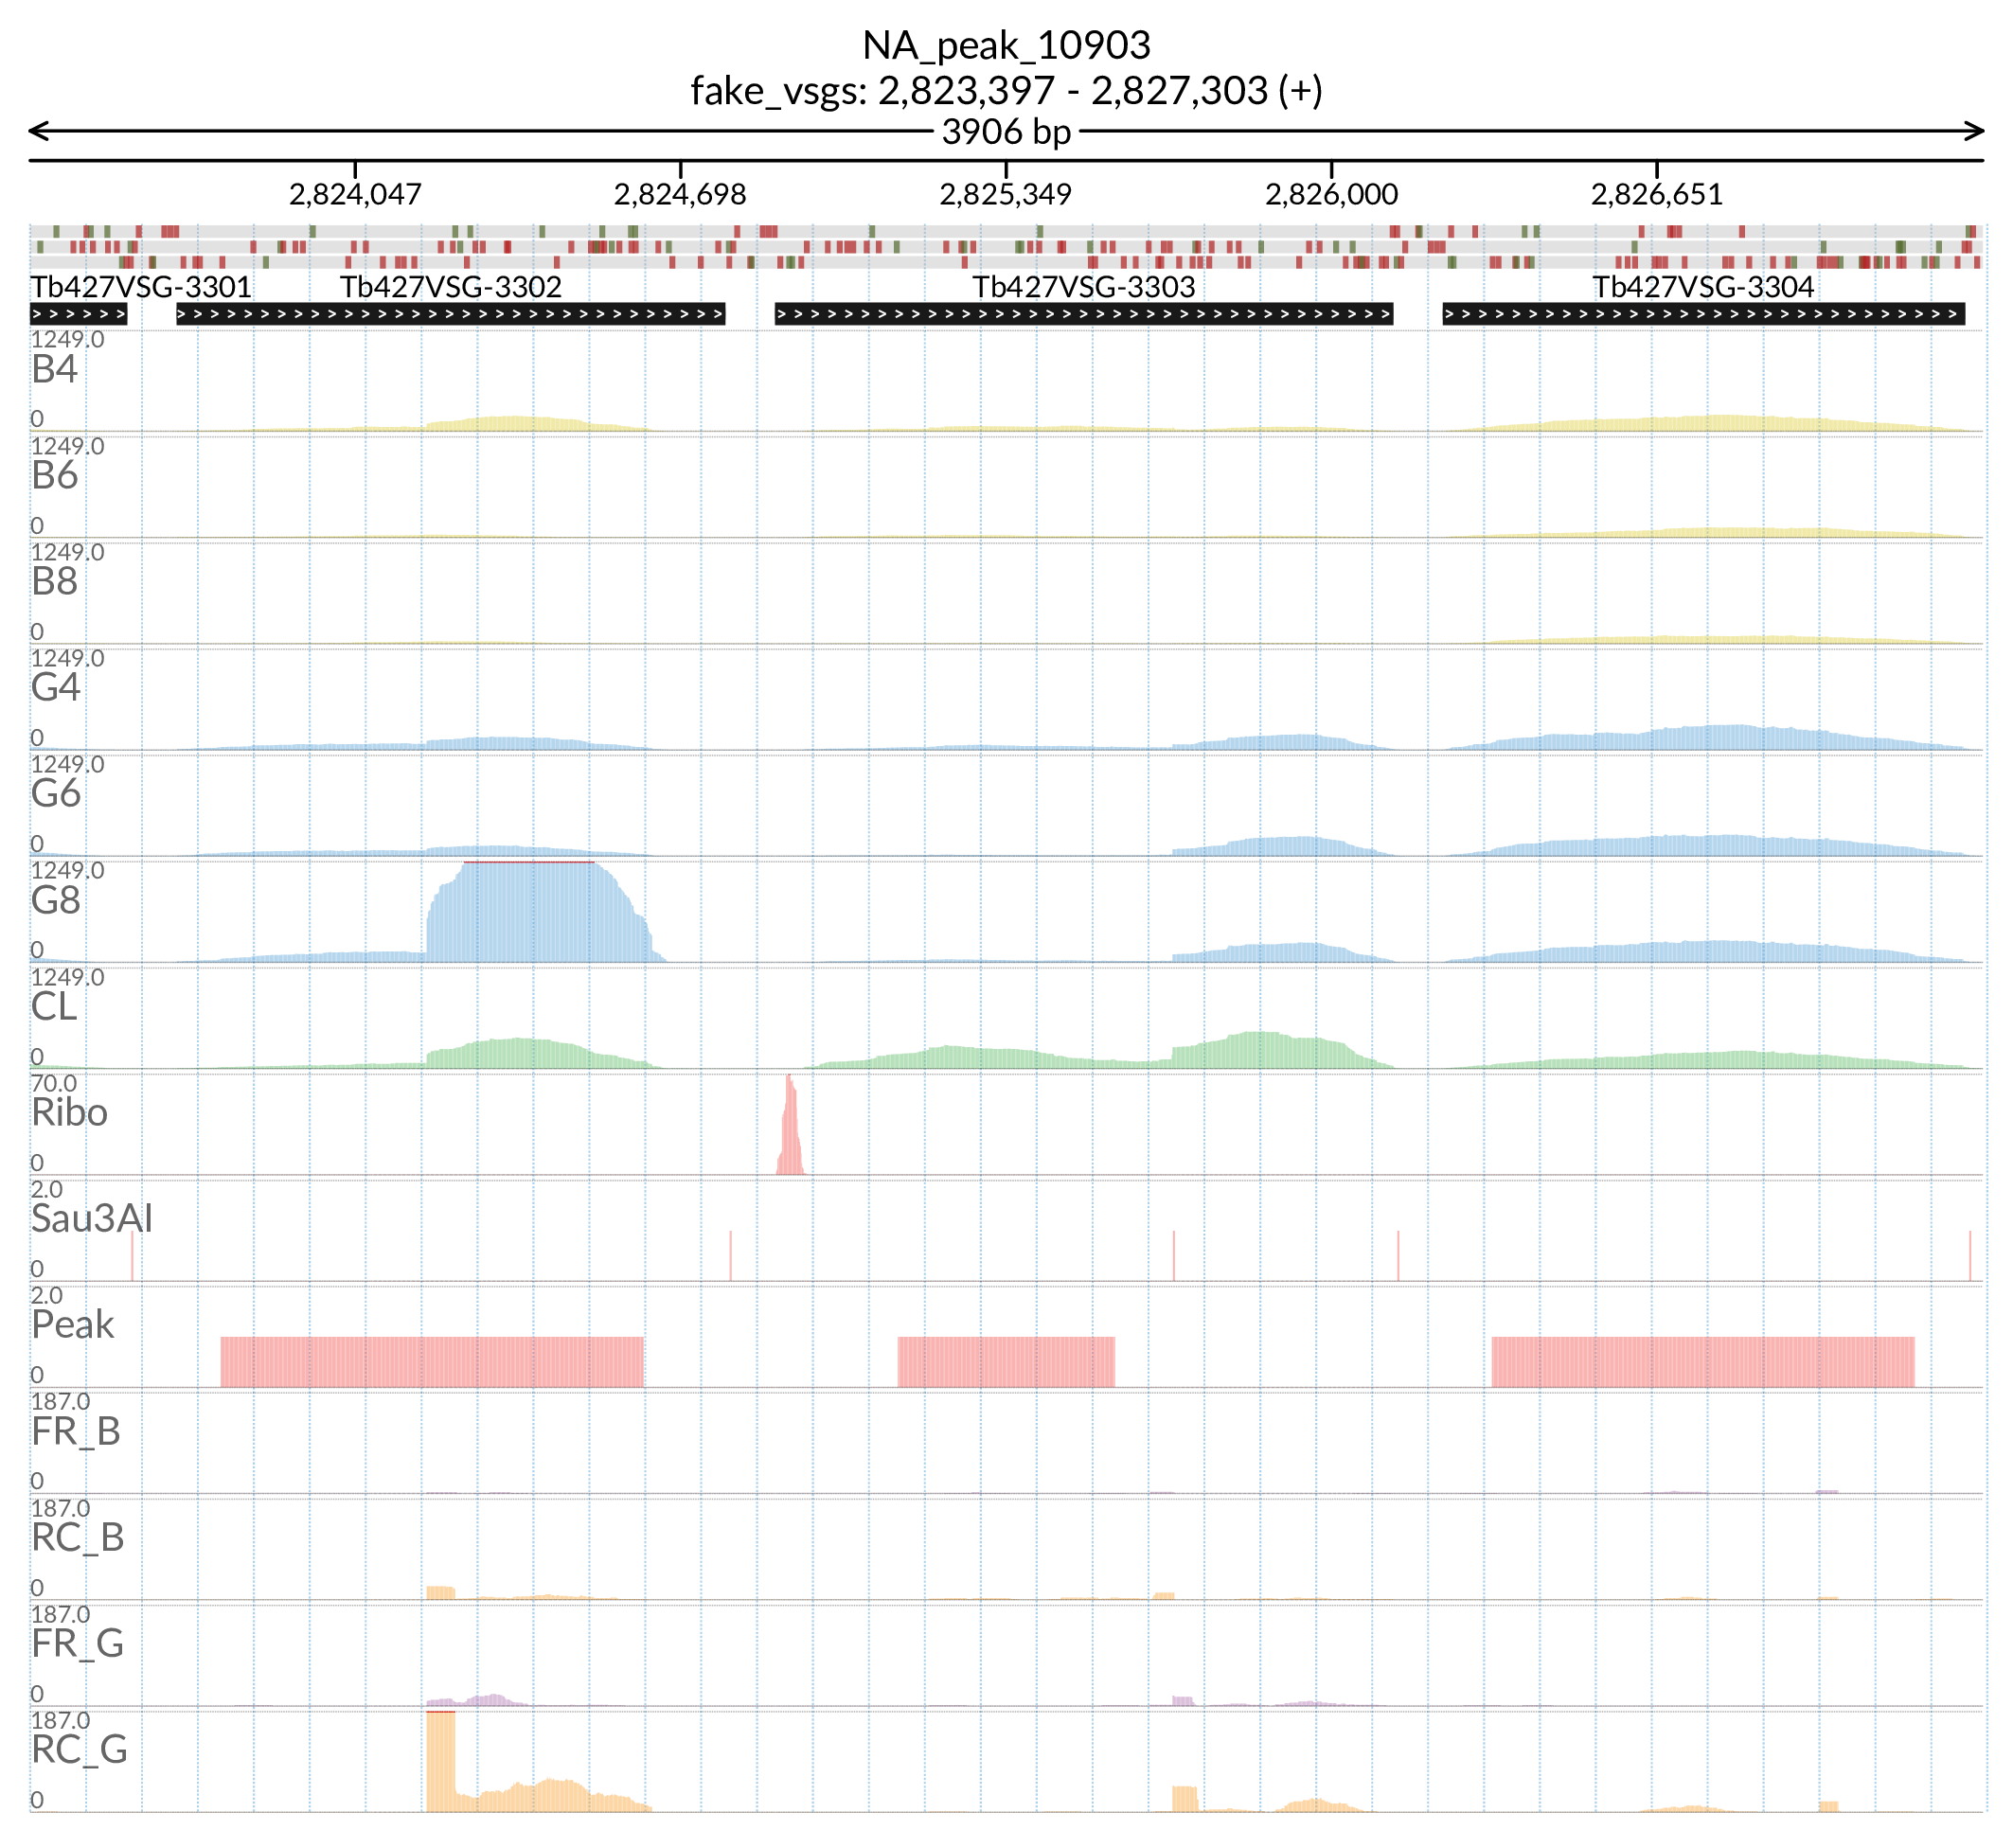 NA_peak_10903
fake_vsgs: 2,823,397 - 2,827,303 (+)
3906 bp
2,824,047 2,824,698 2,825,349 2,826,000 2,826,651
Tb427VSG-3301 Tb427VSG-3302 Tb427VSG-3303 Tb427VSG-3304
1249.0
B4
0
1249.0
B6
0
1249.0
B8
0
1249.0
G4
0
1249.0
G6
0
1249.0
G8
0
1249.0
CL
0
70.0
Ribo
0
2.0
Sau3AI
0
2.0
Peak
0
187.0
FR_B
0
187.0
RC_B
0
187.0
FR_G
0
187.0
RC_G
0